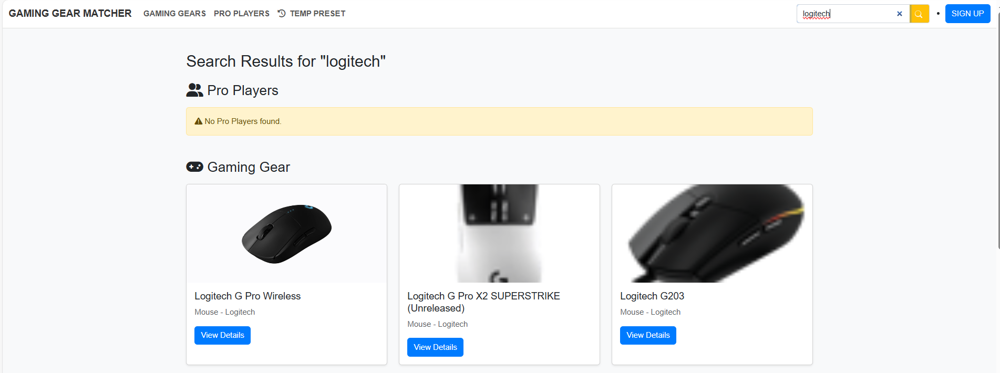 GAMING GEAR MATCHER GAMING GEARS PRO PLAYERS TEMP PRESET logitech SIGN UP
Search Results for "logitech"
Pro Players
No Pro Players found.
Gaming Gear
Logitech G Pro Wireless
Mouse - Logitech
View Details
Logitech G Pro X2 SUPERSTRIKE
(Unreleased)
Mouse - Logitech
View Details
Logitech G203
Mouse - Logitech
View Details